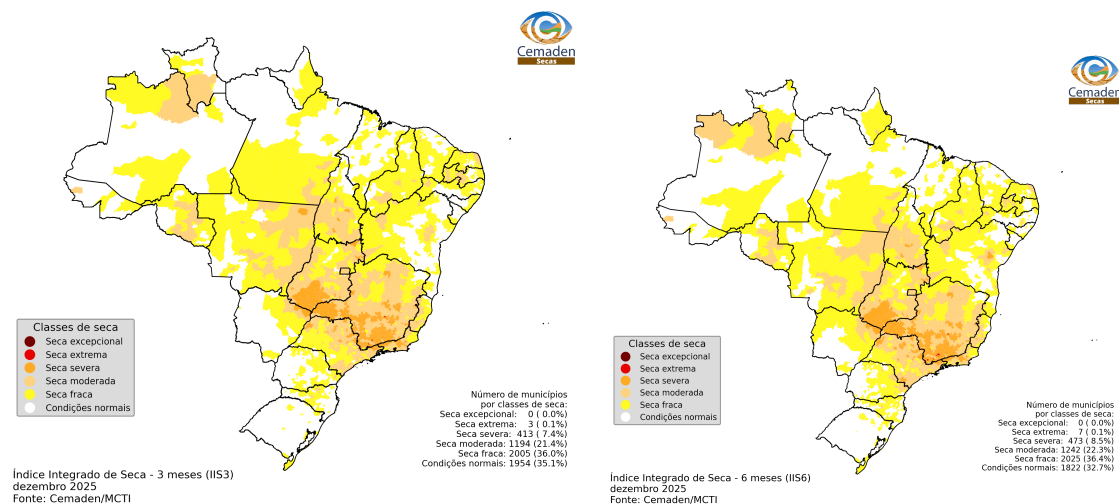 Cemaden
Secas
Classes de seca
Seca excepcional
Seca extrema
Seca severa
Seca moderada
Seca fraca
Condições normais
Número de municípios
por classes de seca:
Seca excepcional: 0 ( 0.0%)
Seca extrema: 3 ( 0.1%)
Seca severa: 413 ( 7.4%)
Seca moderada: 1194 (21.4%)
Seca fraca: 2005 (36.0%)
Condições normais: 1954 (35.1%)
Índice Integrado de Seca - 3 meses (IIS3)
dezembro 2025
Fonte: Cemaden/MCTI
Cemaden
Secas
Classes de seca
Seca excepcional
Seca extrema
Seca severa
Seca moderada
Seca fraca
Condições normais
Número de municípios
por classes de seca:
Seca excepcional: 0 ( 0.0%)
Seca extrema: 7 ( 0.1%)
Seca severa: 473 ( 8.5%)
Seca moderada: 1242 (22.3%)
Seca fraca: 2025 (36.4%)
Condições normais: 1822 (32.7%)
Índice Integrado de Seca - 6 meses (IIS6)
dezembro 2025
Fonte: Cemaden/MCTI